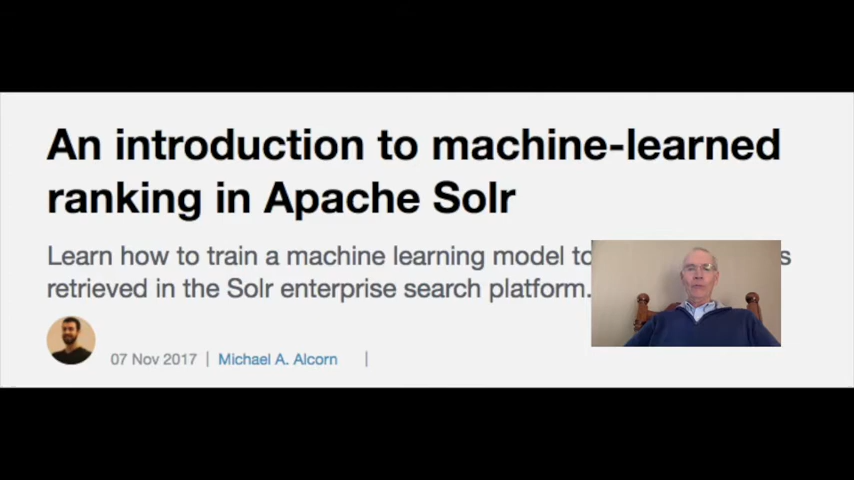 An introduction to machine-learned
ranking in Apache Solr
Learn how to train a machine learning model to
retrieved in the Solr enterprise search platform.
07 Nov 2017 | Michael A. Alcorn |